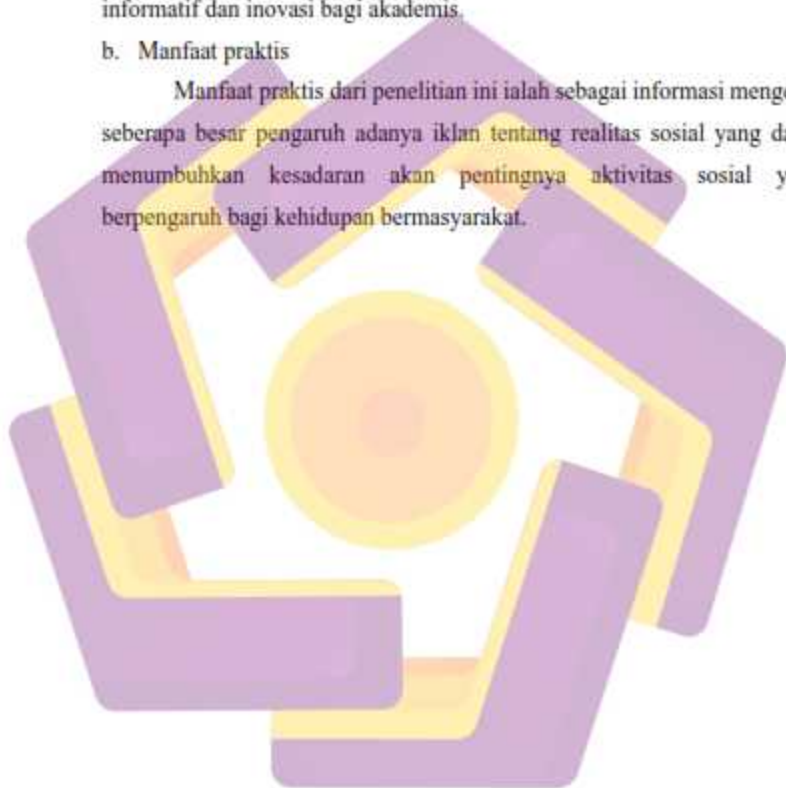 informatif dan inovasi bagi akademis.
b. Manfaat praktis
Manfaat praktis dari penelitian ini ialah sebagai informasi
seberapa besar pengaruh adanya iklan tentang realitas sosial yang
menumbuhkan kesadaran akan pentingnya aktivitas sosial
berpengaruh bagi kehidupan bermasyarakat.